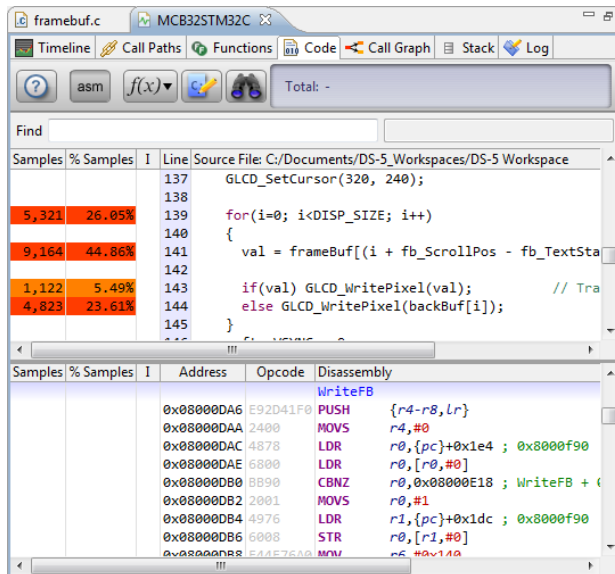 framebuf.c MCB32STM32C
Timeline Call Paths Functions Code Call Graph Stack Log
? asm f(x) Total: -
Find
Samples % Samples I Line Source File: C:/Documents/DS-5_Workspaces/DS-5 Workspace
137 GLCD_SetCursor(320, 240);
138
5,321 26.05% 139 for(i=0; i<DISP_SIZE; i++)
140 {
9,164 44.86% 141 val = frameBuf[(i + fb_ScrollPos - fb_TextSta
142
1,122 5.49% 143 if(val) GLCD_WritePixel(val); // Tra
4,823 23.61% 144 else GLCD_WritePixel(backBuf[i]);
145 }
Samples % Samples I Address Opcode Disassembly
WriteFB
0x08000DA6 E92D41F0 PUSH {r4-r8,lr}
0x08000DAA 2400 MOVS r4,#0
0x08000DAC 4878 LDR r0,{pc}+0x1e4 ; 0x8000f90
0x08000DAE 6800 LDR r0,[r0,#0]
0x08000DB0 BB90 CBNZ r0,0x08000E18 ; WriteFB + 
0x08000DB2 2001 MOVS r0,#1
0x08000DB4 4976 LDR r1,{pc}+0x1dc ; 0x8000f90
0x08000DB6 6008 STR r0,[r1,#0]
0x08000DB8 F44F76A0 MOV r6,#0x140